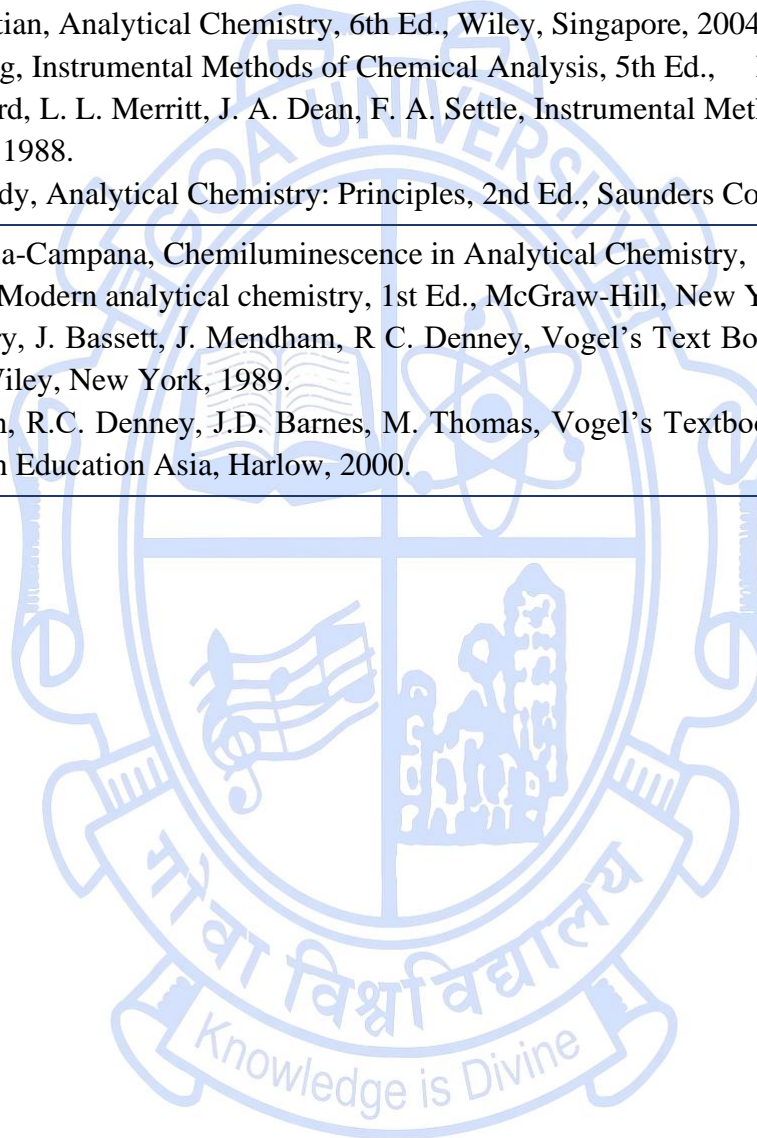 tian, Analytical Chemistry, 6th Ed., Wiley, Singapore, 2004
g, Instrumental Methods of Chemical Analysis, 5th Ed.,
rd, L. L. Merritt, J. A. Dean, F. A. Settle, Instrumental Met
1988.
dy, Analytical Chemistry: Principles, 2nd Ed., Saunders Co
a-Campana, Chemiluminescence in Analytical Chemistry,
Modern analytical chemistry, 1st Ed., McGraw-Hill, New Y
ry, J. Bassett, J. Mendham, R C. Denney, Vogel’s Text Bo
Wiley, New York, 1989.
n, R.C. Denney, J.D. Barnes, M. Thomas, Vogel’s Textboo
n Education Asia, Harlow, 2000.
GOA UNIVERSITY
गोंवा विश्वविद्यालय
Knowledge is Divine